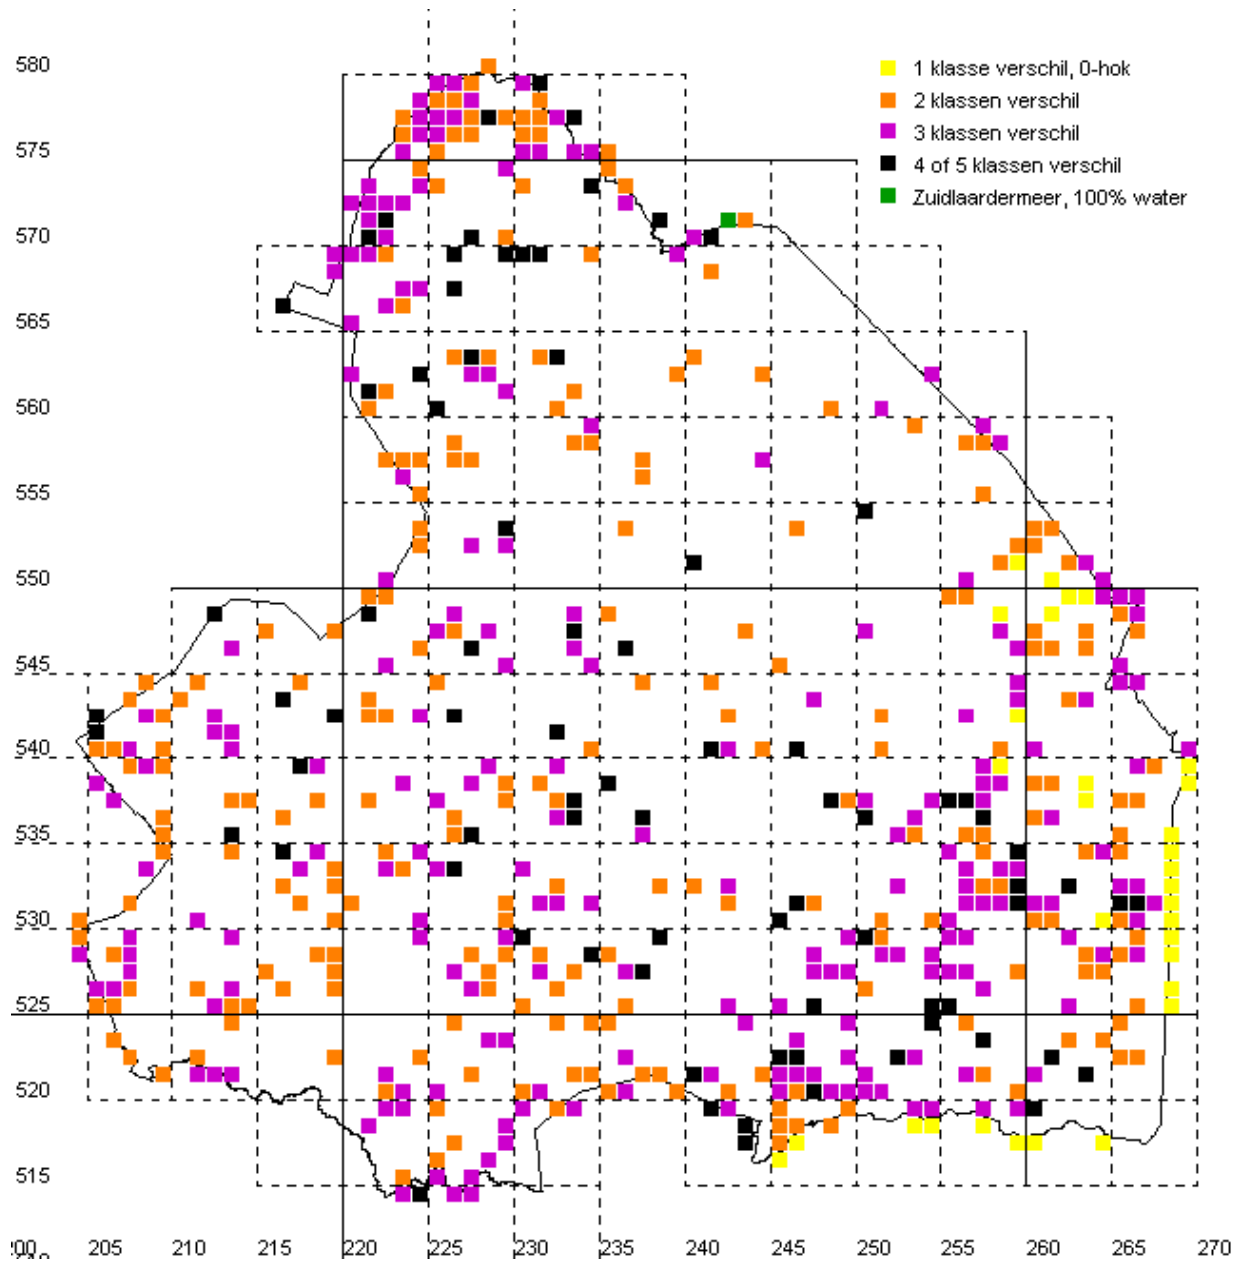 580
1 klasse verschil, 0-hok
2 klassen verschil
3 klassen verschil
575
4 of 5 klassen verschil
Zuidlaardermeer, 100% water
570
565
560
555
550
545
540
535
530
525
520
515
205 210 215 220 225 230 235 240 245 250 255 260 265 270